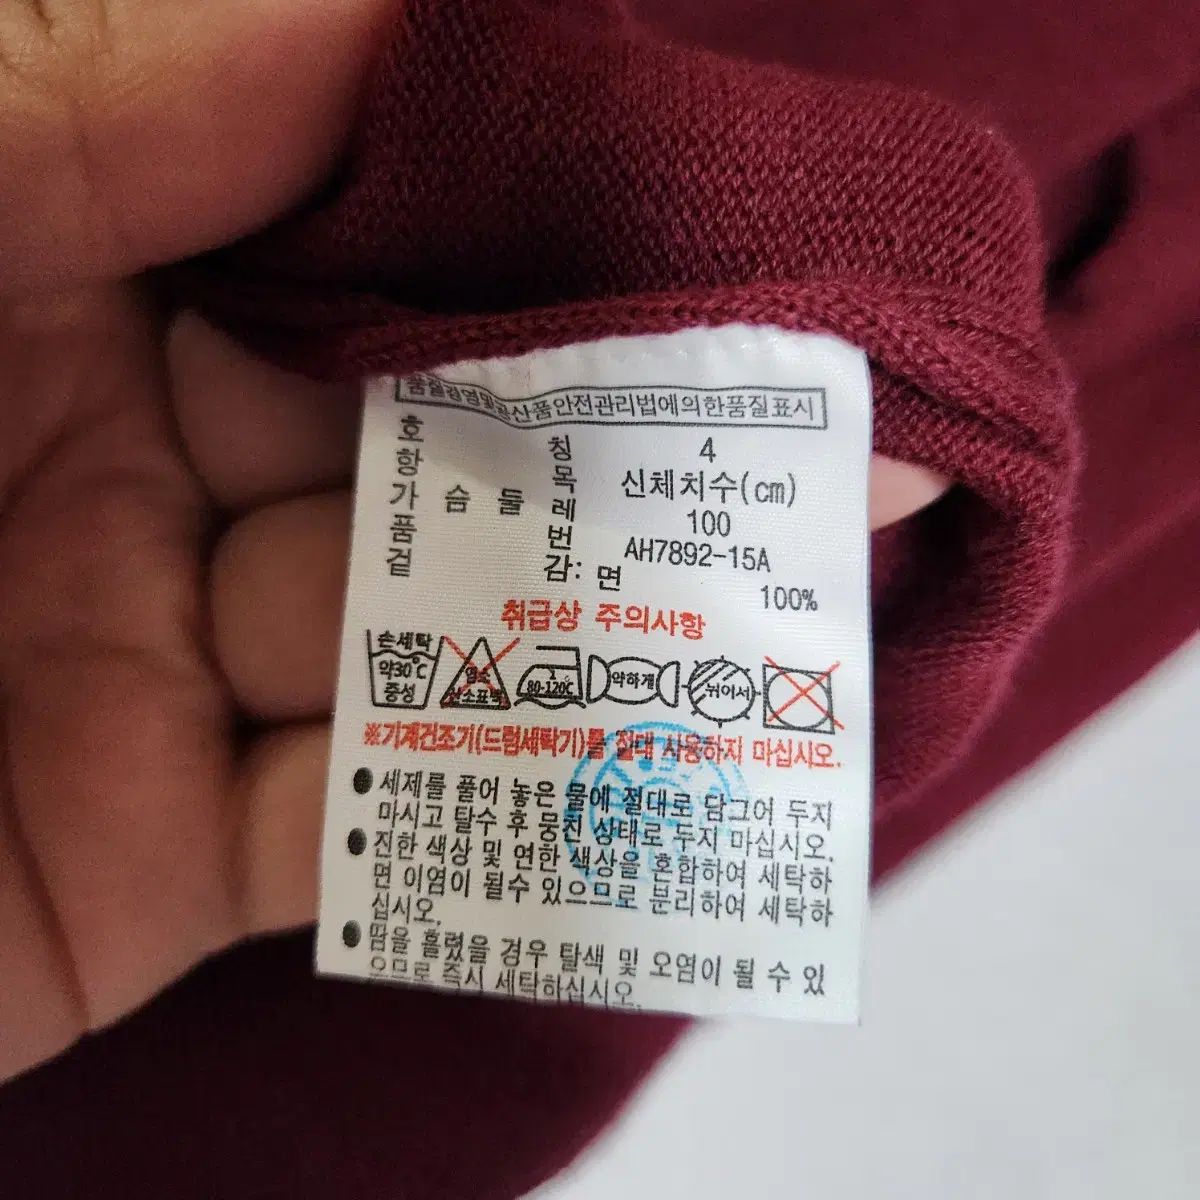 품질경영및공산품안전관리법에의한품질표시
호 칭 4
항 목 신체치수(cm)
가 슴 둘 레 100
품 번 AH7892-15A
겉 감: 면 100%
취급상 주의사항
손세탁 약30℃ 중성
염소 산소표백
2 80-120℃
약하게
뉘어서
※기계건조기(드럼세탁기)를 절대 사용하지 마십시오.
● 세제를 풀어 놓은 물에 절대로 담그어 두지
마시고 탈수 후 뭉친 상태로 두지 마십시오.
● 진한 색상 및 연한 색상을 혼합하여 세탁하
면 이염이 될수 있으므로 분리하여 세탁하
십시오.
● 땀을 흘렸을 경우 탈색 및 오염이 될 수 있
으므로 즉시 세탁하십시오.